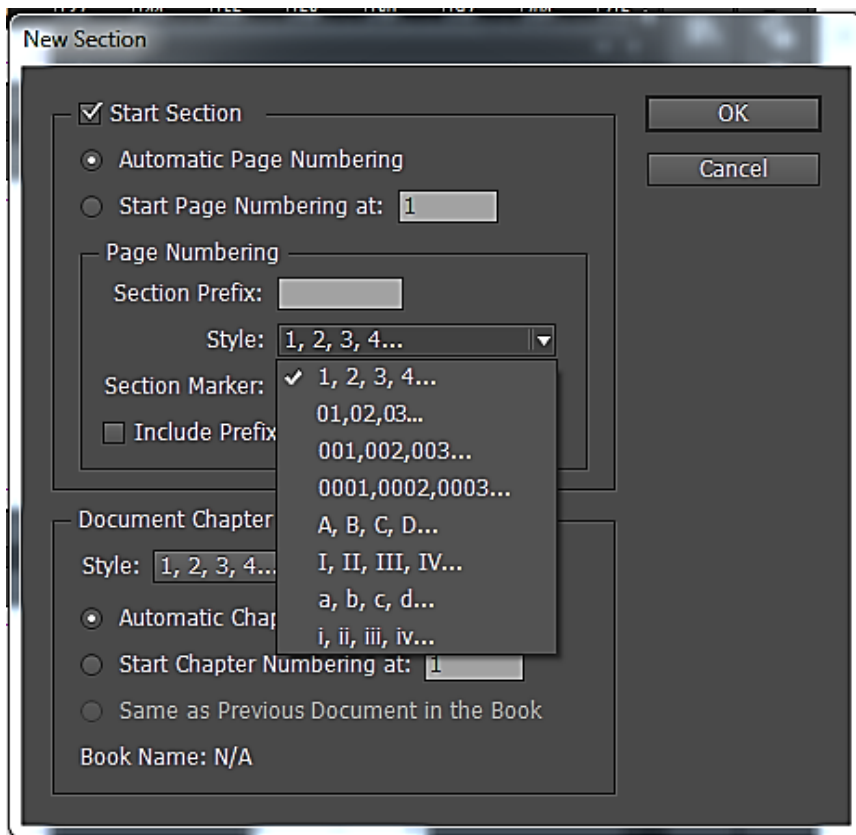 New Section
Start Section
OK
Automatic Page Numbering
Cancel
Start Page Numbering at: 1
Page Numbering
Section Prefix:
Style: 1, 2, 3, 4...
Section Marker:
1, 2, 3, 4...
01,02,03...
Include Prefix
001,002,003...
0001,0002,0003...
A, B, C, D...
I, II, III, IV...
a, b, c, d...
i, ii, iii, iv...
Document Chapter
Style: 1, 2, 3, 4...
Automatic Chap
Start Chapter Numbering at: 1
Same as Previous Document in the Book
Book Name: N/A